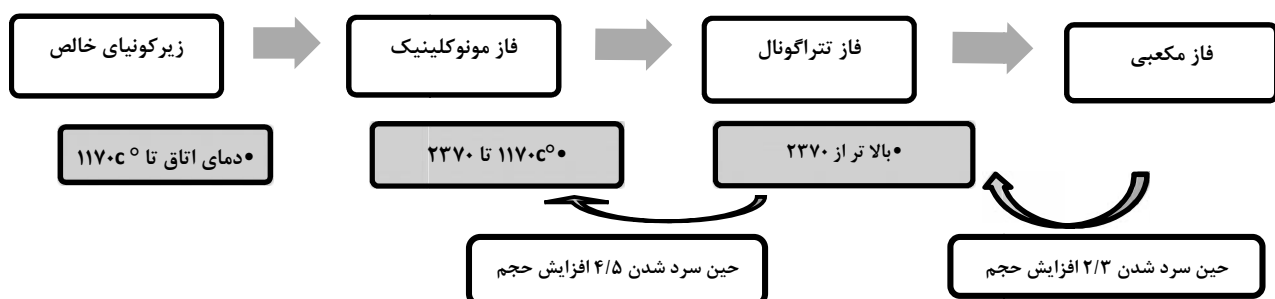 زیرکونیای خالص
فاز مونوکلینیک
فاز تتراگونال
فاز مکعبی
•دمای اتاق تا ° ۱۱۷۰c
•۱۱۷۰c° تا ۲۳۷۰
•بالا تر از ۲۳۷۰
حین سرد شدن ۴/۵ افزایش حجم
حین سرد شدن ۲/۳ افزایش حجم